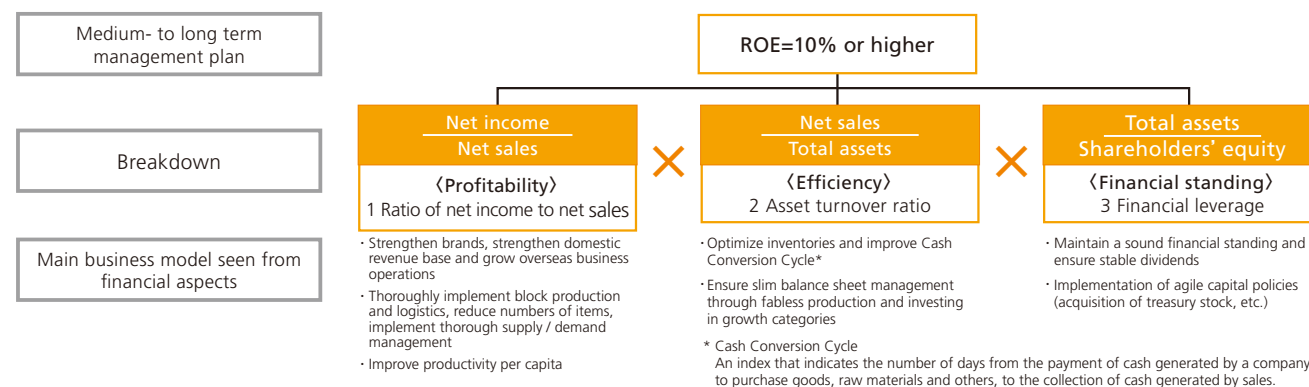 Medium- to long term
management plan
ROE=10% or higher
Breakdown
Net income
Net sales
〈Profitability〉
1 Ratio of net income to net sales
×
Net sales
Total assets
〈Efficiency〉
2 Asset turnover ratio
×
Total assets
Shareholders' equity
〈Financial standing〉
3 Financial leverage
Main business model seen from
financial aspects
· Strengthen brands, strengthen domestic
revenue base and grow overseas business
operations
· Thoroughly implement block production
and logistics, reduce numbers of items,
implement thorough supply / demand
management
· Improve productivity per capita
· Optimize inventories and improve Cash
Conversion Cycle*
· Ensure slim balance sheet management
through fabless production and investing
in growth categories
· Maintain a sound financial standing and
ensure stable dividends
· Implementation of agile capital policies
(acquisition of treasury stock, etc.)
* Cash Conversion Cycle
An index that indicates the number of days from the payment of cash generated by a company
to purchase goods, raw materials and others, to the collection of cash generated by sales.